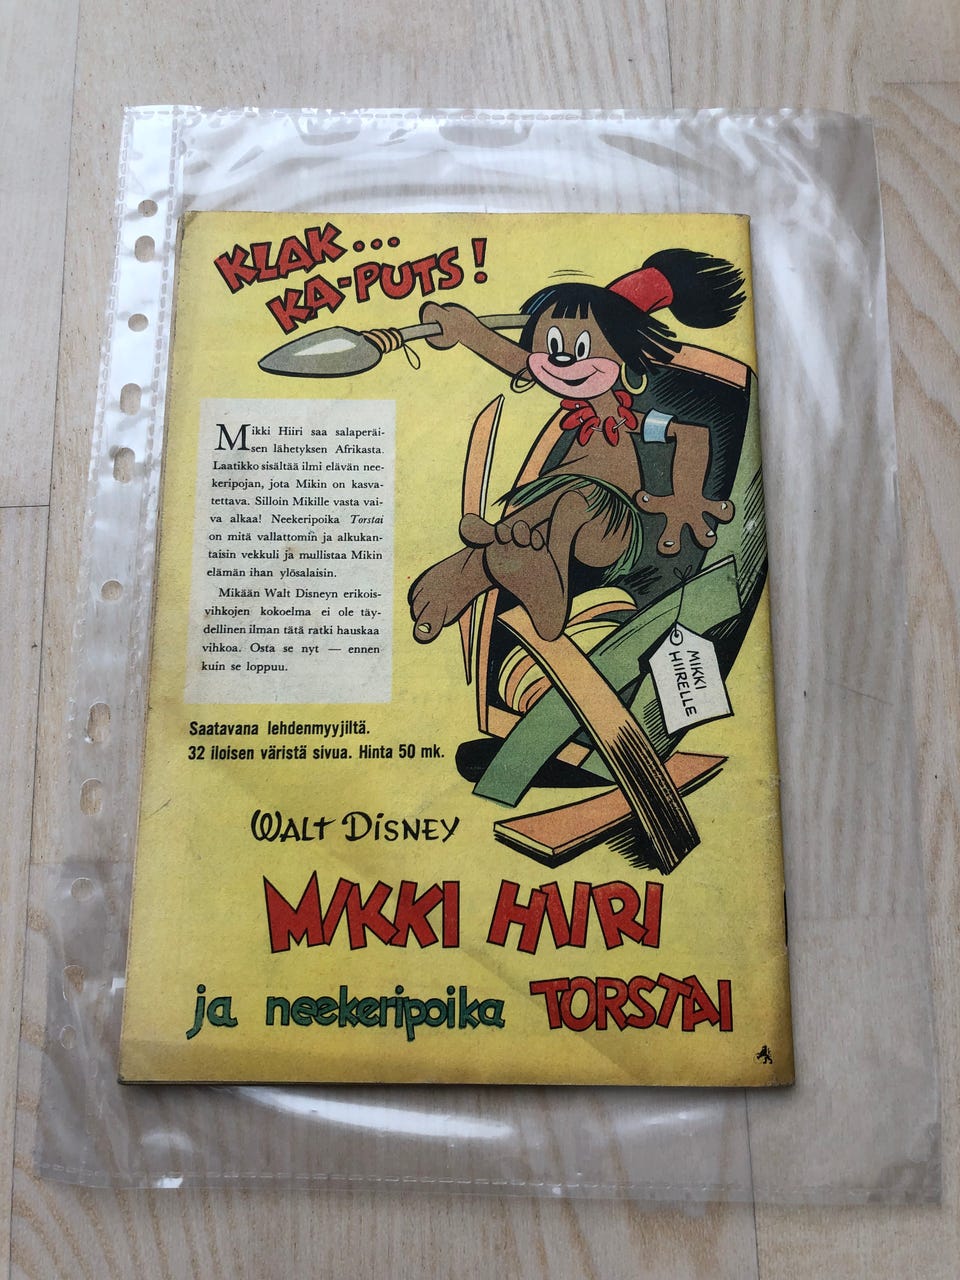 KLAK...
KA-PUTS!
Mikki Hiiri saa salaperäi-
sen lähetyksen Afrikasta.
Laatikko sisältää ilmi elävän nee-
keripojan, jota Mikin on kasva-
tettava. Silloin Mikille vasta vai-
va alkaa! Neekeripoika Torstai
on mitä vallattomin ja alkukan-
taisin vekkuli ja mullistaa Mikin
elämän ihan ylösalaisin.
Mikään Walt Disneyn erikois-
vihkojen kokoelma ei ole täy-
dellinen ilman tätä ratki hauskaa
vihkoa. Osta se nyt — ennen
kuin se loppuu.
MIKKI
HIIRELLE
Saatavana lehdenmyyjiltä.
32 iloisen väristä sivua. Hinta 50 mk.
WALT DISNEY
MIKKI HIIRI
ja neekeripoika TORSTAI